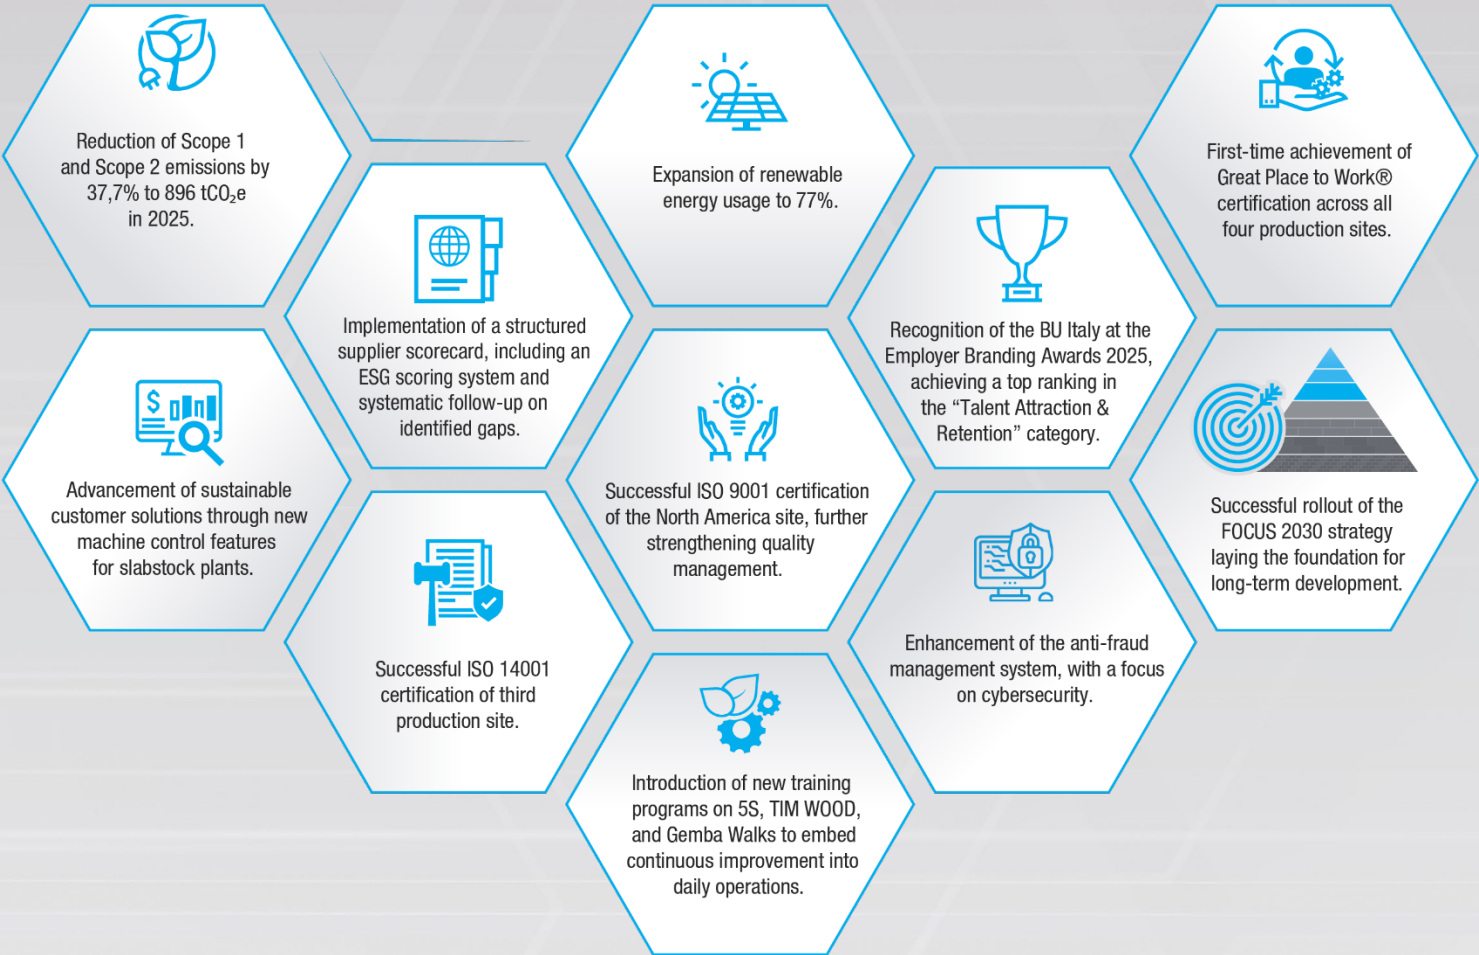 Reduction of Scope 1
and Scope 2 emissions by
37,7% to 896 tCO₂e
in 2025.
Expansion of renewable
energy usage to 77%.
First-time achievement of
Great Place to Work®
certification across all
four production sites.
Implementation of a structured
supplier scorecard, including an
ESG scoring system and
systematic follow-up on
identified gaps.
Recognition of the BU Italy at the
Employer Branding Awards 2025,
achieving a top ranking in
the “Talent Attraction &
Retention” category.
$
Advancement of sustainable
customer solutions through new
machine control features
for slabstock plants.
Successful ISO 9001 certification
of the North America site, further
strengthening quality
management.
Successful rollout of the
FOCUS 2030 strategy
laying the foundation for
long-term development.
Successful ISO 14001
certification of third
production site.
Enhancement of the anti-fraud
management system, with a focus
on cybersecurity.
Introduction of new training
programs on 5S, TIM WOOD,
and Gemba Walks to embed
continuous improvement into
daily operations.